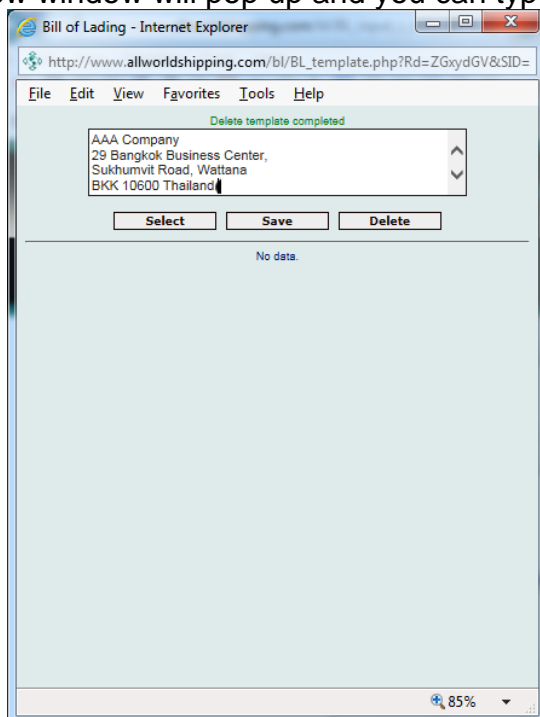 ow window will pop up and you can typ
Bill of Lading - Internet Explorer
http://www.allworldshipping.com/bl/BL_template.php?Rd=ZGxydGV&SID=
File Edit View Favorites Tools Help
Delete template completed
AAA Company
29 Bangkok Business Center,
Sukhumvit Road, Wattana
BKK 10600 Thailand
Select Save Delete
No data.
85%